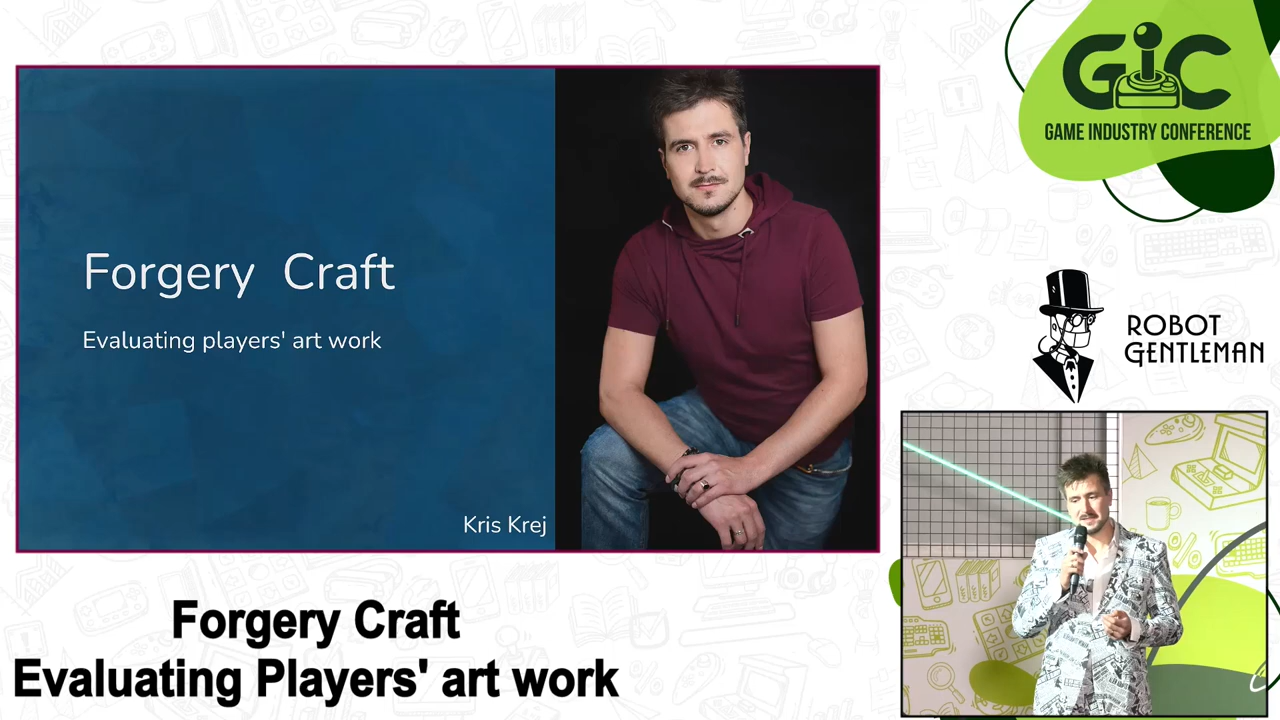 Forgery Craft
Evaluating players' art work
Kris Krej
GIC
GAME INDUSTRY CONFERENCE
ROBOT
GENTLEMAN
Forgery Craft
Evaluating Players' art work